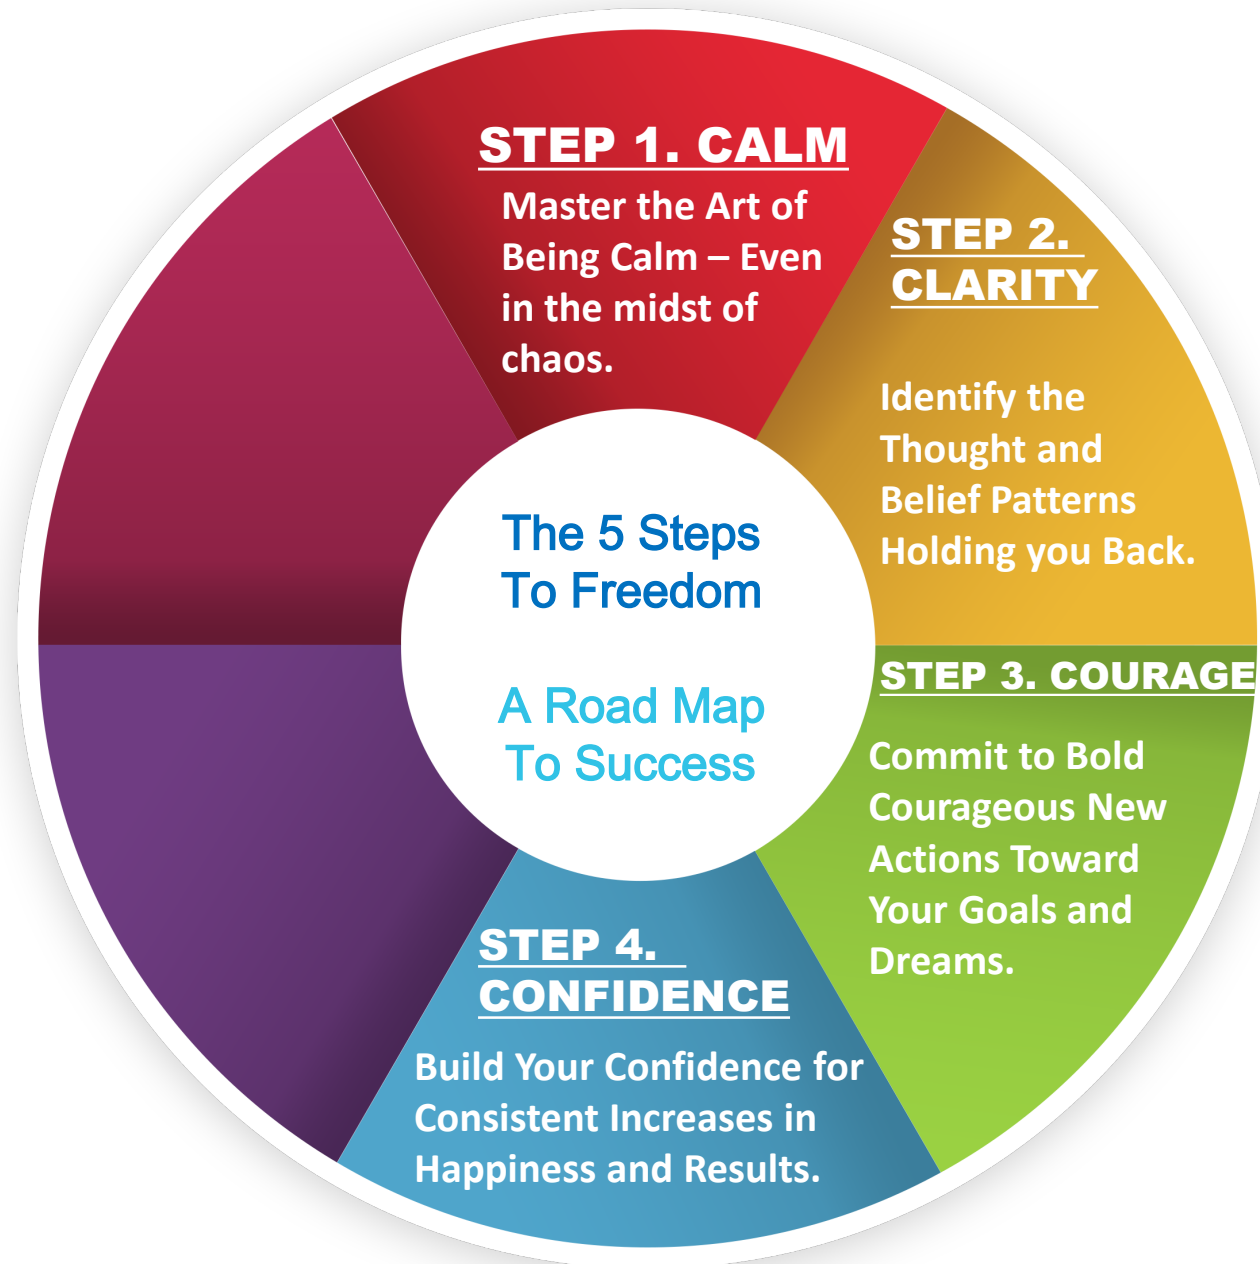 STEP 1. CALM
Master the Art of
Being Calm – Even
in the midst of
chaos.
STEP 2.
CLARITY
Identify the
Thought and
Belief Patterns
Holding you Back.
STEP 3. COURAGE
Commit to Bold
Courageous New
Actions Toward
Your Goals and
Dreams.
STEP 4.
CONFIDENCE
Build Your Confidence for
Consistent Increases in
Happiness and Results.
The 5 Steps
To Freedom
A Road Map
To Success